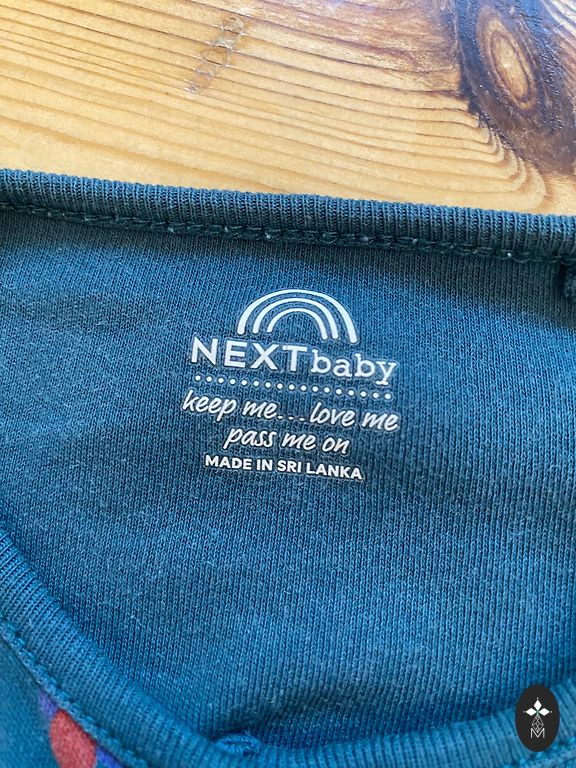 NEXTbaby
keep me...love me
pass me on
MADE IN SRI LANKA